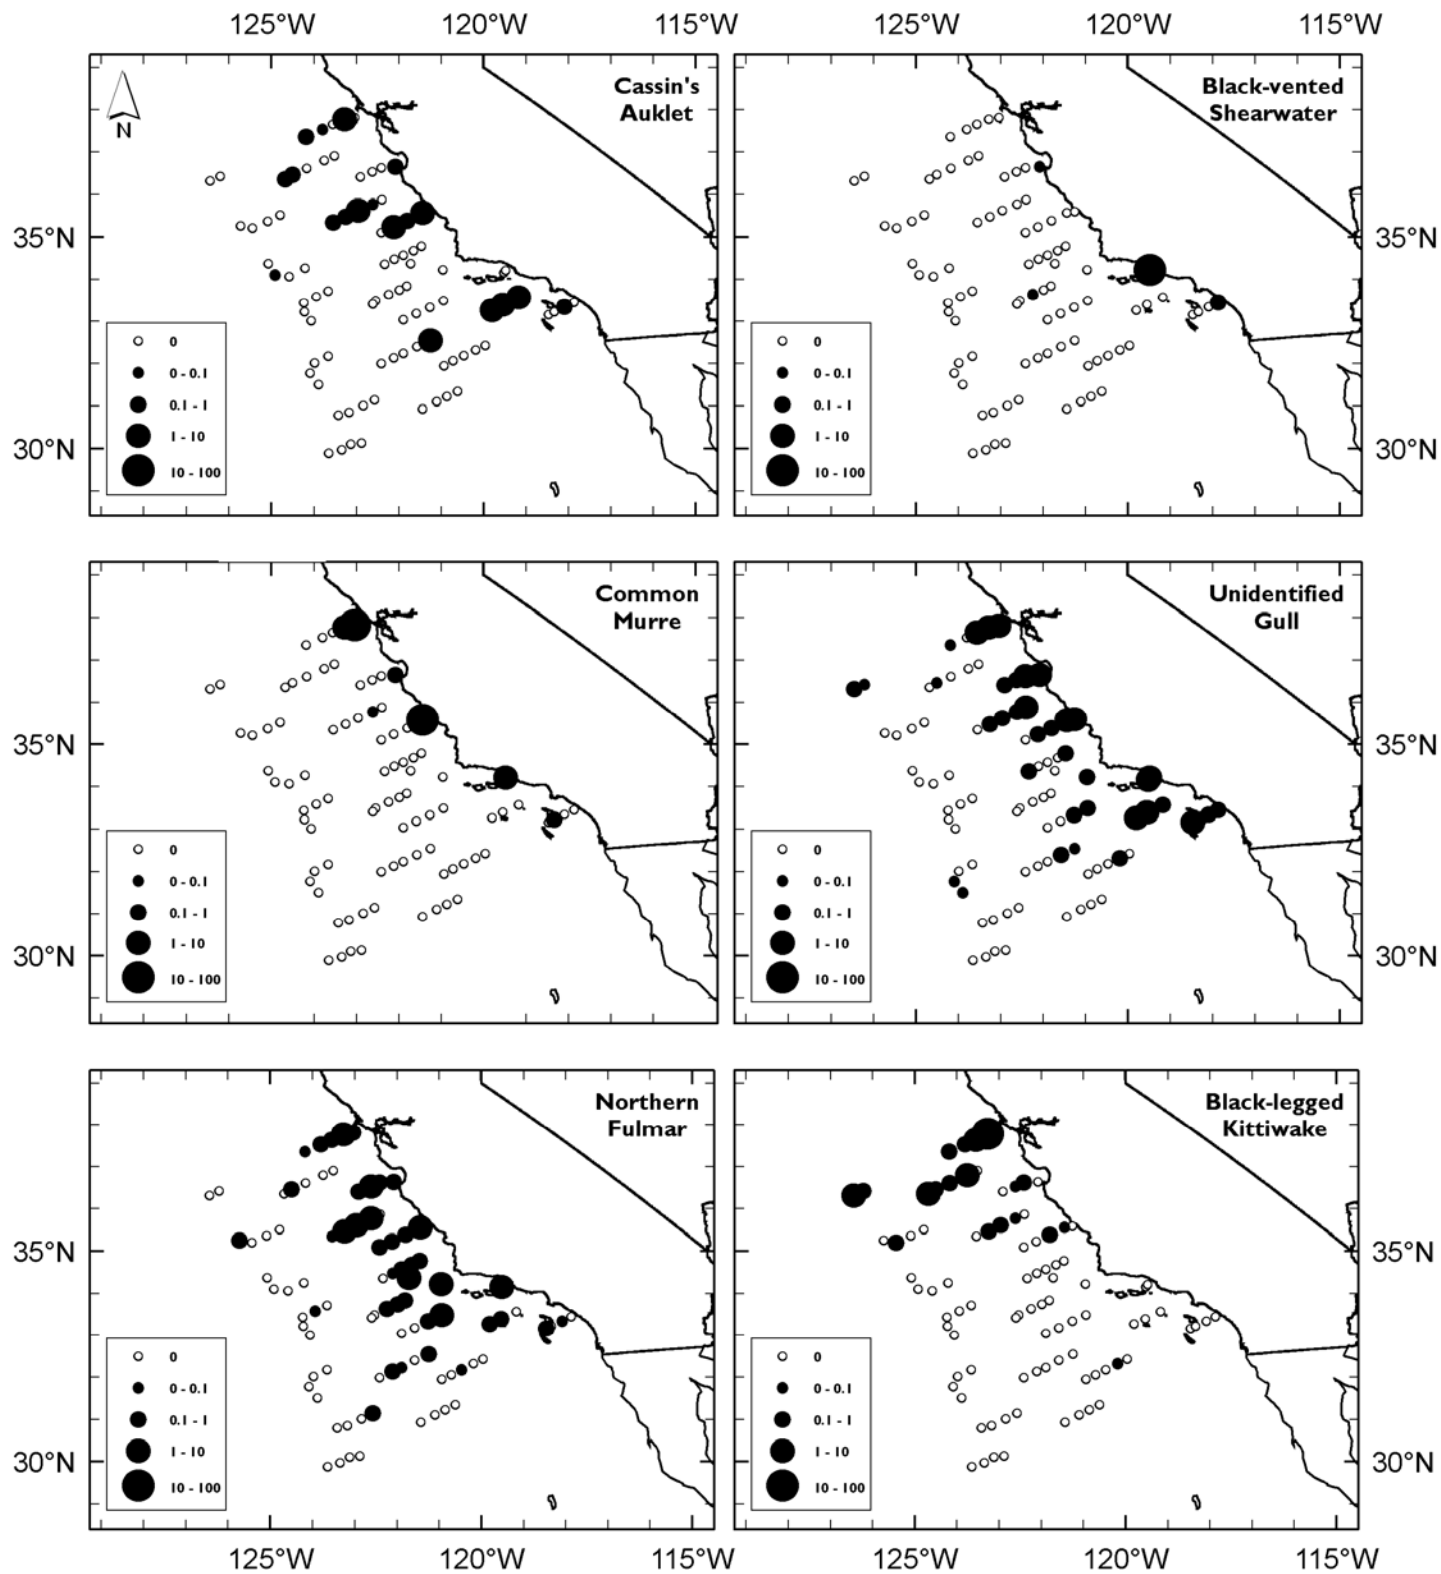 125°W 120°W 115°W 125°W 120°W 115°W
Cassin's
Auklet
N
35°N
30°N
0
0 - 0.1
0.1 - 1
1 - 10
10 - 100
Black-vented
Shearwater
35°N
30°N
0
0 - 0.1
0.1 - 1
1 - 10
10 - 100
Common
Murre
35°N
30°N
0
0 - 0.1
0.1 - 1
1 - 10
10 - 100
Unidentified
Gull
35°N
30°N
0
0 - 0.1
0.1 - 1
1 - 10
10 - 100
Northern
Fulmar
35°N
30°N
0
0 - 0.1
0.1 - 1
1 - 10
10 - 100
Black-legged
Kittiwake
35°N
30°N
0
0 - 0.1
0.1 - 1
1 - 10
10 - 100
125°W 120°W 115°W 125°W 120°W 115°W